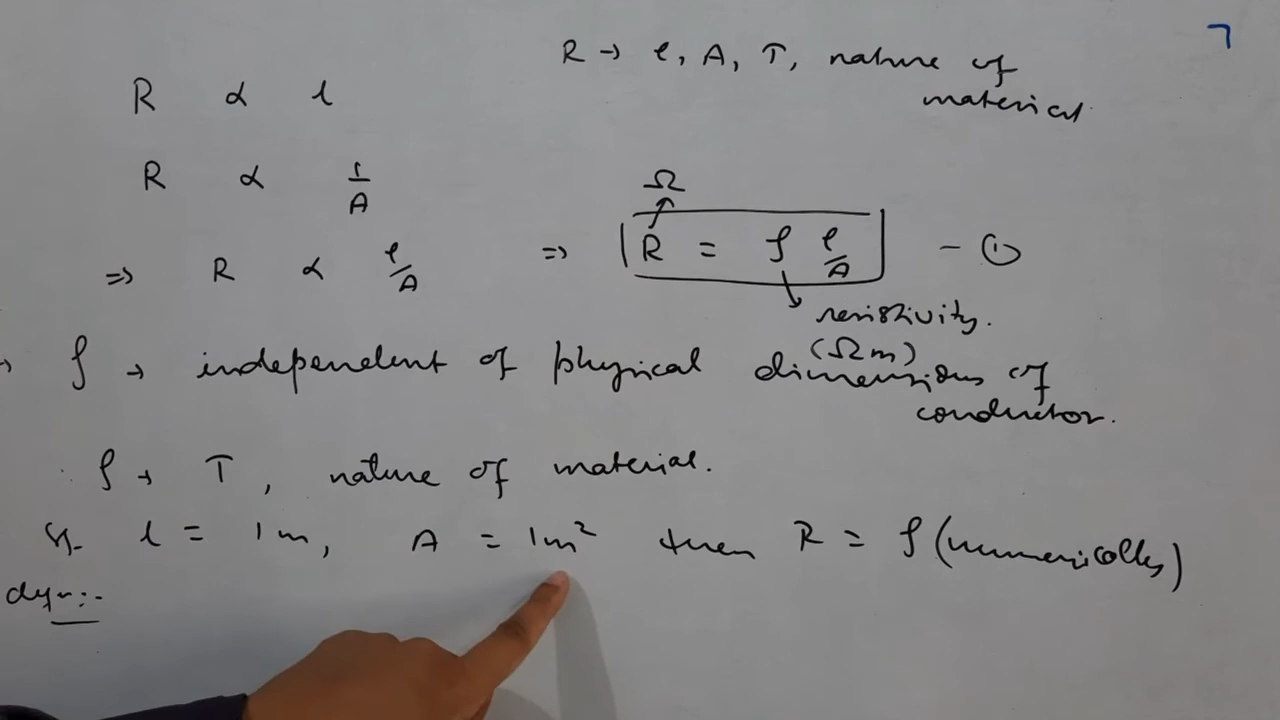 7
R → l, A, T, nature of material
R ∝ l
R ∝ 1/A
Ω
⇒ R ∝ l/A ⇒ R = ρ l/A - ①
resistivity.
(Ωm)
→ ρ → independent of physical dimensions of conductor.
ρ → T, nature of material.
If l = 1m, A = 1m² then R = ρ (numerically)
defn:-